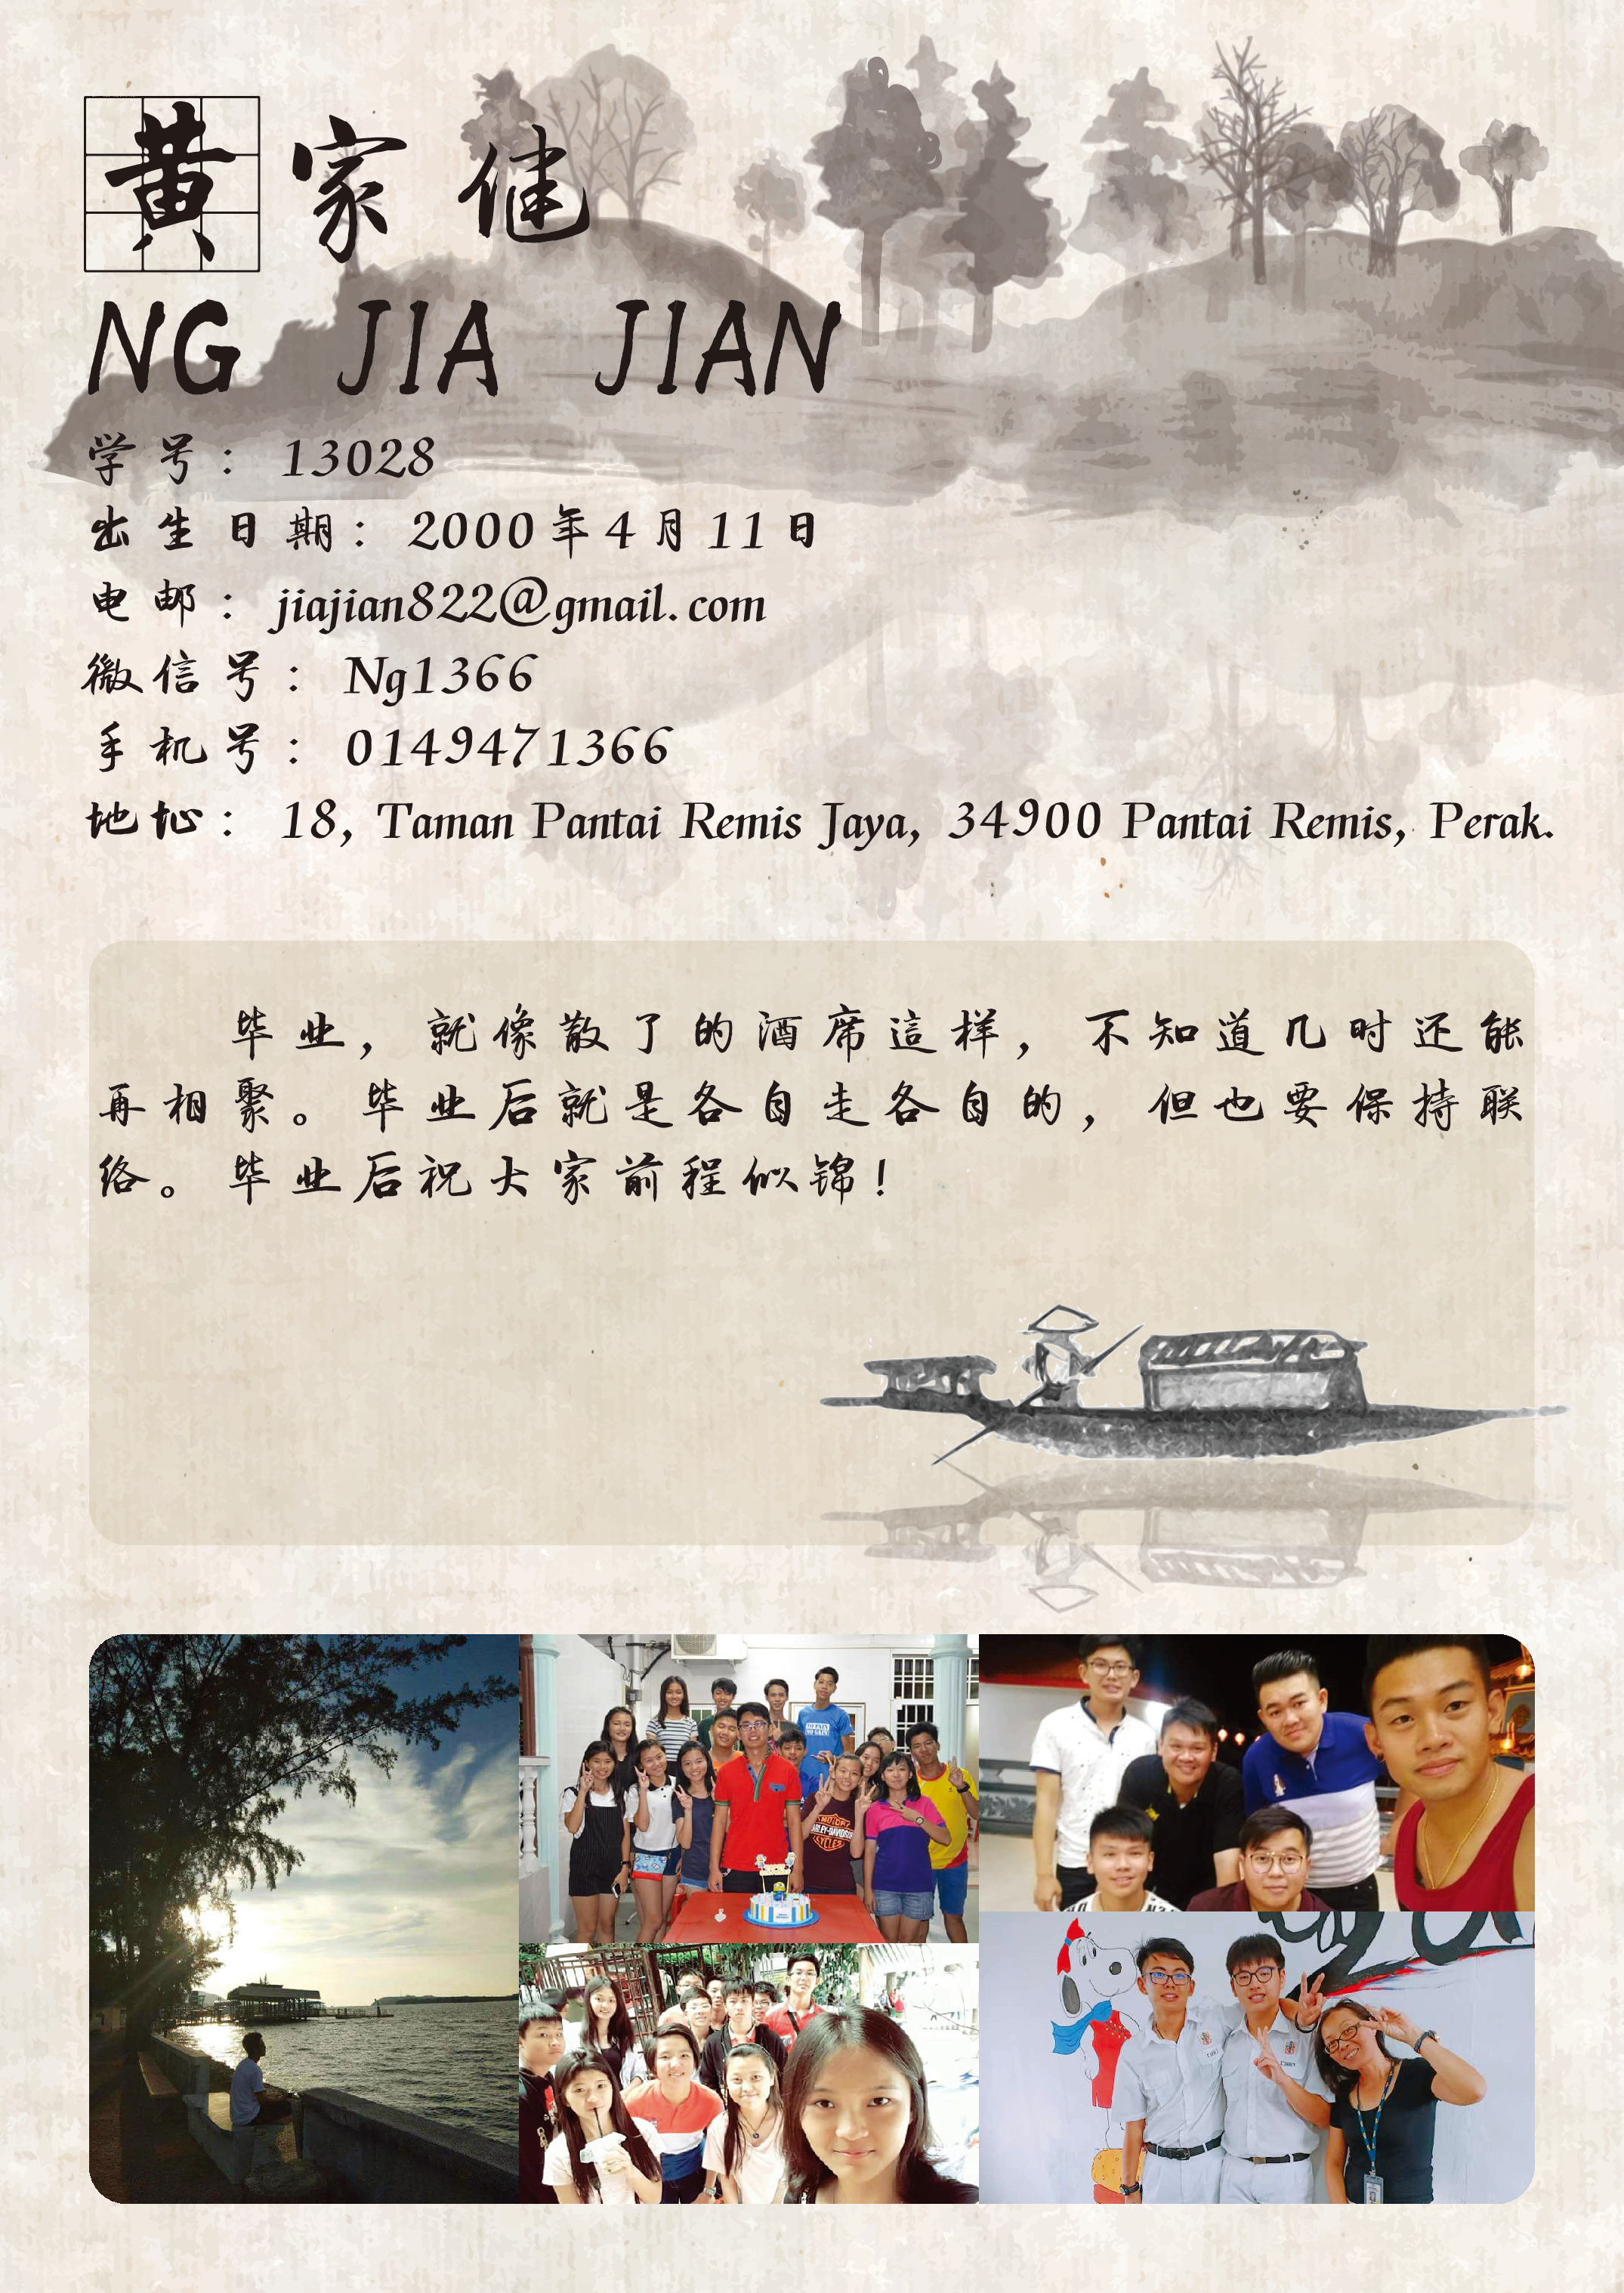 黄家健
NG JIA JIAN
学号: 13028
出生日期: 2000年4月11日
电邮: jiajian822@gmail.com
微信号: Ng1366
手机号: 0149471366
地址: 18, Taman Pantai Remis Jaya, 34900 Pantai Remis, Perak.
毕业，就像散了的酒席這样，不知道几时还能
再相聚。毕业后就是各自走各自的，但也要保持联
络。毕业后祝大家前程似锦！